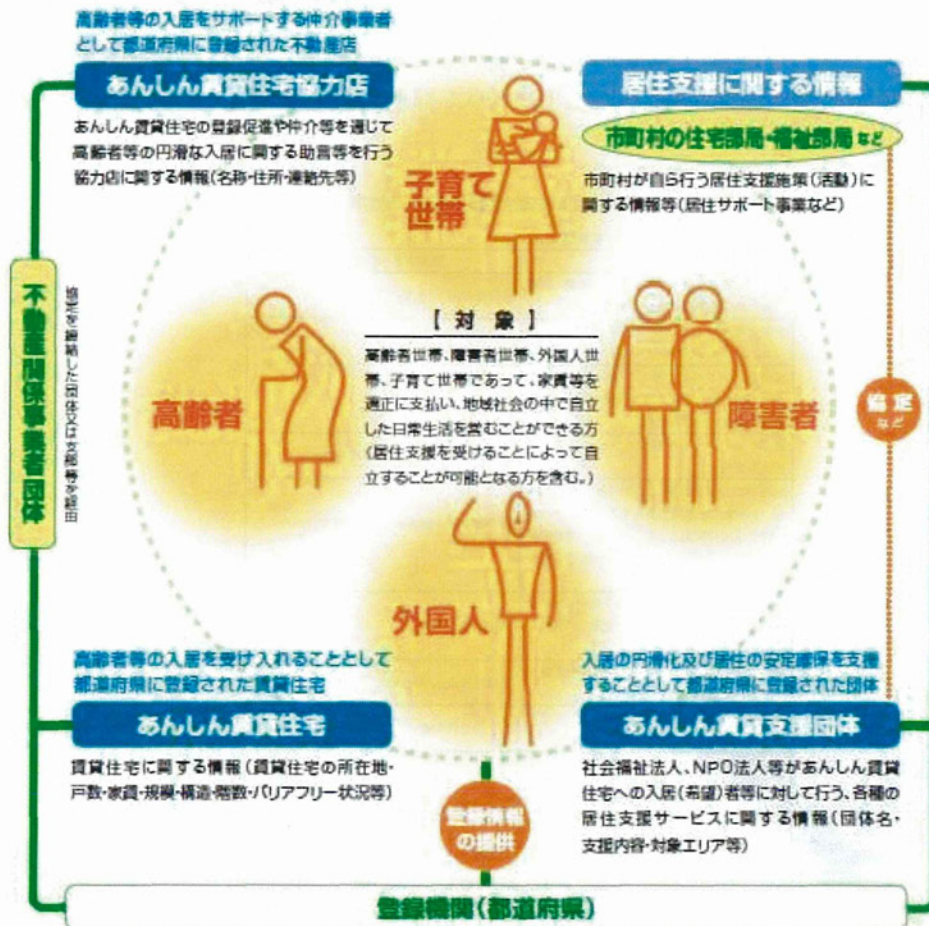 高齢者等の入居をサポートする仲介事業者
として都道府県に登録された不動産店
あんしん賃貸住宅協力店
あんしん賃貸住宅の登録促進や仲介等を通じて
高齢者等の円滑な入居に関する助言等を行う
協力店に関する情報(名称・住所・連絡先等)
居住支援に関する情報
市町村の住宅部局・福祉部局 など
市町村が自ら行う居住支援施策(活動)に
関する情報等(居住サポート事業など)
子育て
世帯
不動産関係事業者団体
協定を締結した団体又は支部等を経由
高齢者
【 対 象 】
高齢者世帯、障害者世帯、外国人世
帯、子育て世帯であって、家賃等を
適正に支払い、地域社会の中で自立
した日常生活を営むことができる方
(居住支援を受けることによって自
立することが可能となる方を含む。)
障害者
協定
など
外国人
高齢者等の入居を受け入れることとして
都道府県に登録された賃貸住宅
あんしん賃貸住宅
賃貸住宅に関する情報(賃貸住宅の所在地・
戸数・家賃・規模・構造・階数・バリアフリー状況等)
入居の円滑化及び居住の安定確保を支援
することとして都道府県に登録された団体
あんしん賃貸支援団体
社会福祉法人、NPO法人等があんしん賃貸
住宅への入居(希望)者等に対して行う、各種の
居住支援サービスに関する情報(団体名・
支援内容・対象エリア等)
登録情報
の提供
登録機関(都道府県)